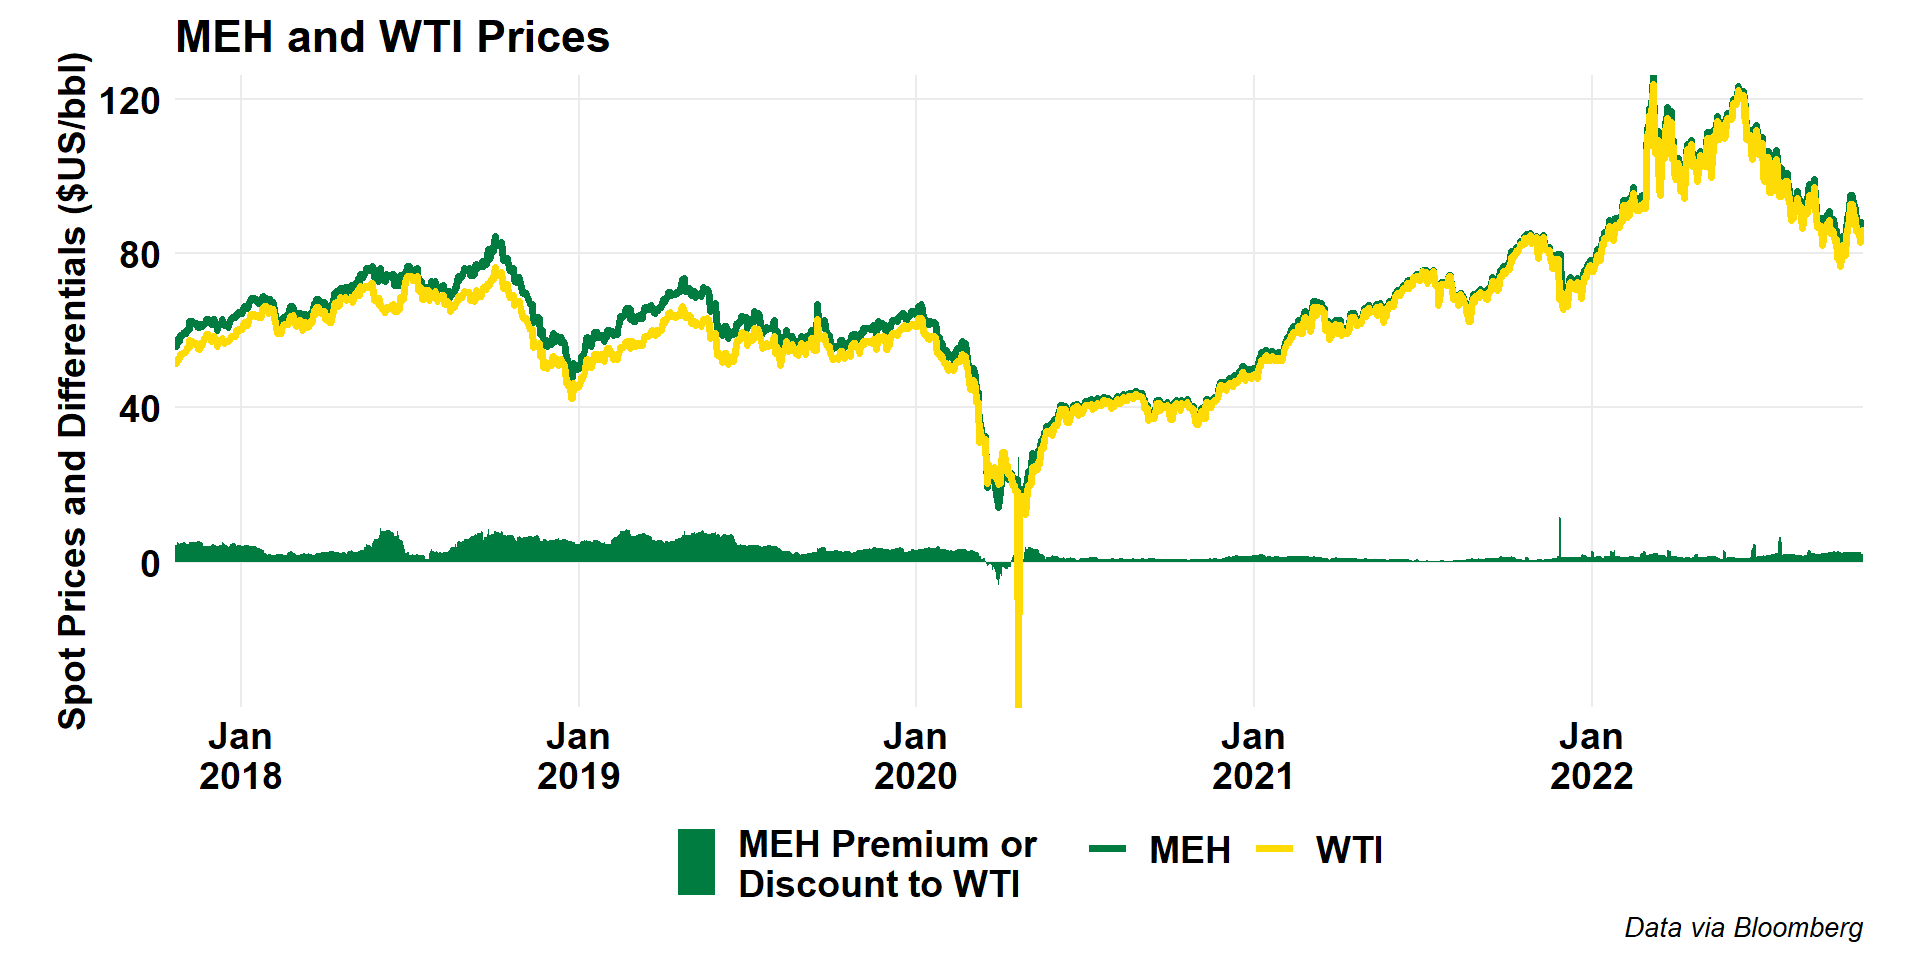 MEH and WTI Prices
Spot Prices and Differentials ($US/bbl)
120
80
40
0
Jan
2018
Jan
2019
Jan
2020
Jan
2021
Jan
2022
MEH Premium or
Discount to WTI
MEH
WTI
Data via Bloomberg